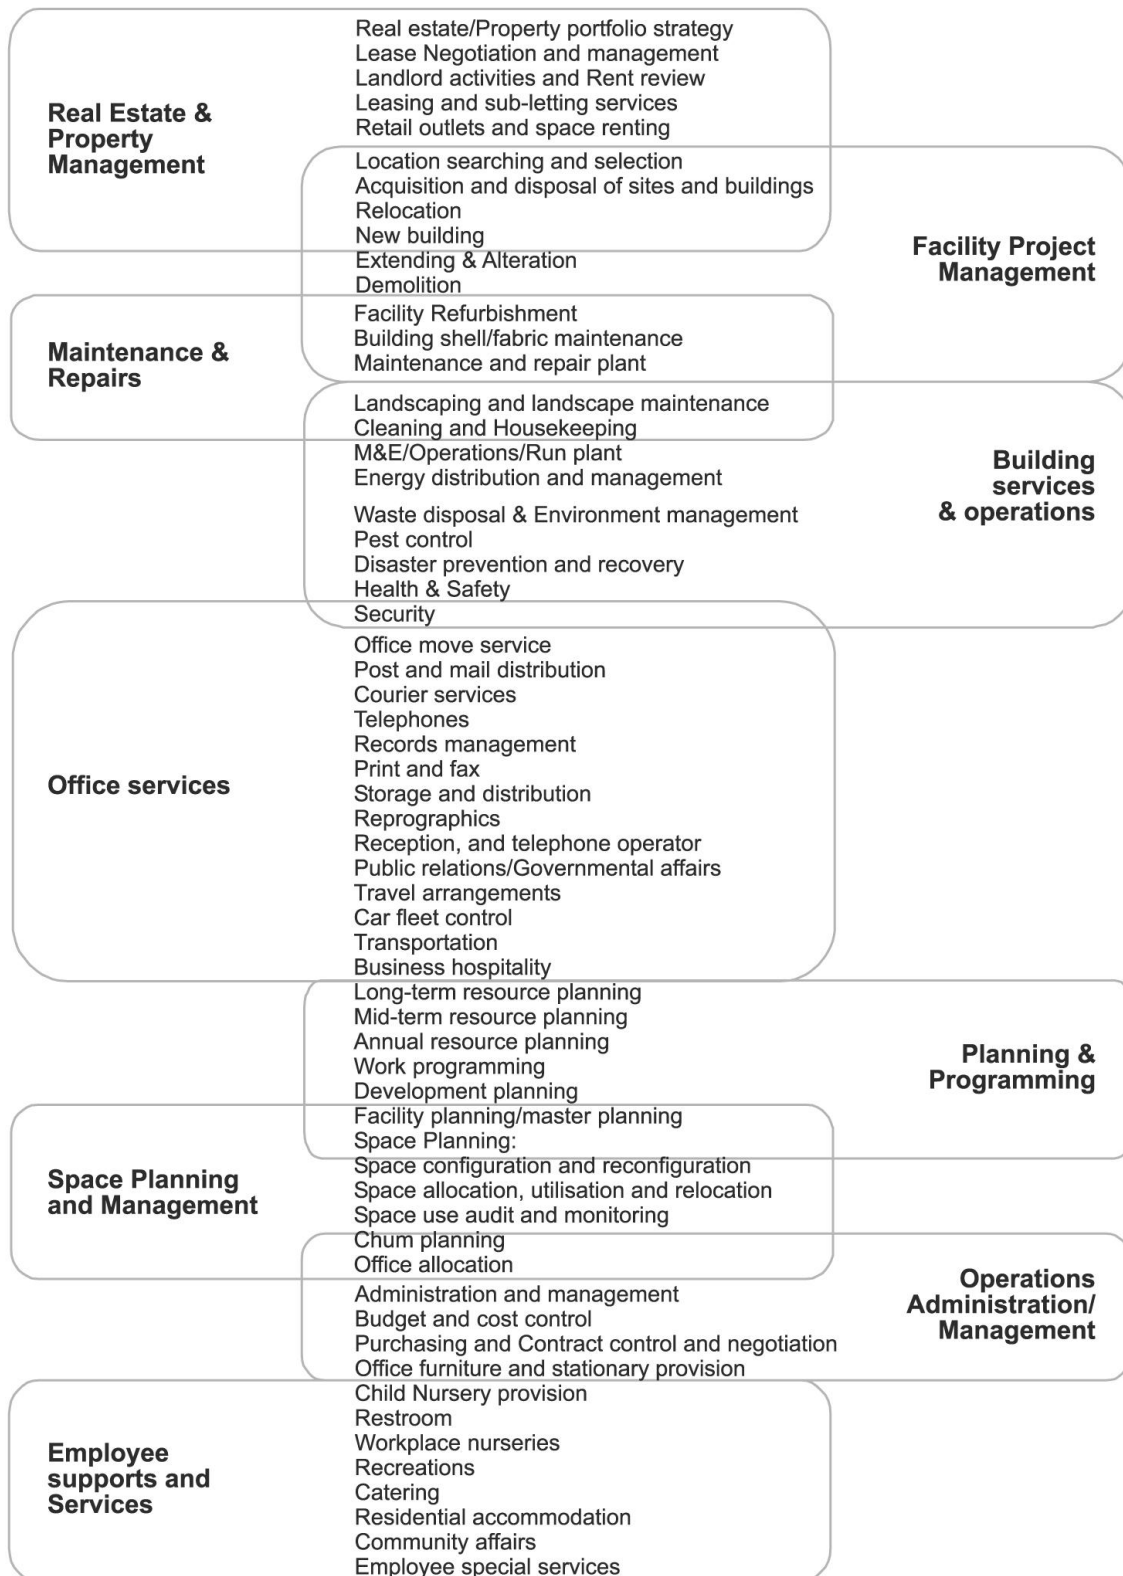 Real estate/Property portfolio strategy
Lease Negotiation and management
Landlord activities and Rent review
Leasing and sub-letting services
Retail outlets and space renting
Real Estate &
Property
Management
Location searching and selection
Acquisition and disposal of sites and buildings
Relocation
New building
Extending & Alteration
Demolition
Facility Project
Management
Facility Refurbishment
Building shell/fabric maintenance
Maintenance and repair plant
Maintenance &
Repairs
Landscaping and landscape maintenance
Cleaning and Housekeeping
M&E/Operations/Run plant
Energy distribution and management
Waste disposal & Environment management
Pest control
Disaster prevention and recovery
Health & Safety
Security
Building
services
& operations
Office move service
Post and mail distribution
Courier services
Telephones
Records management
Print and fax
Storage and distribution
Reprographics
Reception, and telephone operator
Public relations/Governmental affairs
Travel arrangements
Car fleet control
Transportation
Business hospitality
Office services
Long-term resource planning
Mid-term resource planning
Annual resource planning
Work programming
Development planning
Facility planning/master planning
Space Planning:
Planning &
Programming
Space configuration and reconfiguration
Space allocation, utilisation and relocation
Space use audit and monitoring
Chum planning
Office allocation
Space Planning
and Management
Administration and management
Budget and cost control
Purchasing and Contract control and negotiation
Office furniture and stationary provision
Operations
Administration/
Management
Child Nursery provision
Restroom
Workplace nurseries
Recreations
Catering
Residential accommodation
Community affairs
Employee special services
Employee
supports and
Services